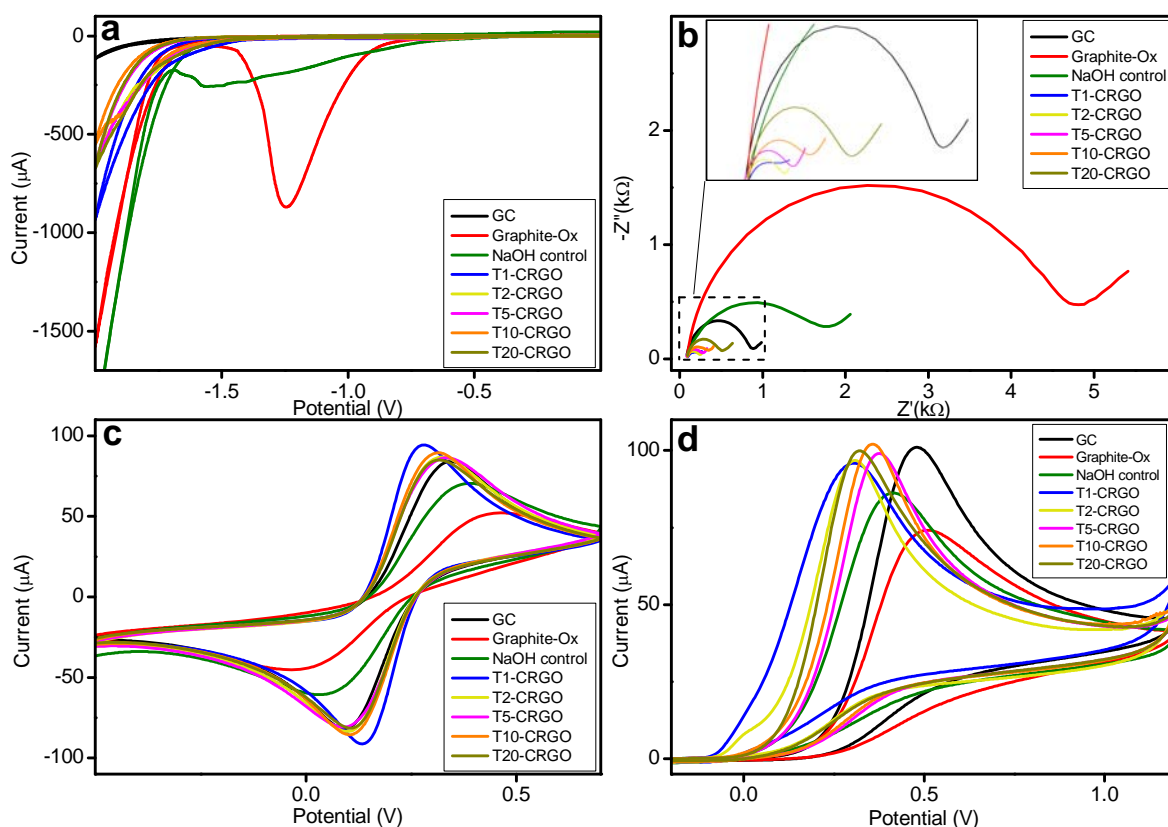 a
0
-500
-1000
-1500
Current (μA)
-1.5
-1.0
-0.5
Potential (V)
GC
Graphite-Ox
NaOH control
T1-CRGO
T2-CRGO
T5-CRGO
T10-CRGO
T20-CRGO
b
2
1
0
-Z"(kΩ)
0
1
2
3
4
5
Z'(kΩ)
GC
Graphite-Ox
NaOH control
T1-CRGO
T2-CRGO
T5-CRGO
T10-CRGO
T20-CRGO
c
100
50
0
-50
-100
Current (μA)
0.0
0.5
Potential (V)
GC
Graphite-Ox
NaOH control
T1-CRGO
T2-CRGO
T5-CRGO
T10-CRGO
T20-CRGO
d
100
50
0
Current (μA)
0.0
0.5
1.0
Potential (V)
GC
Graphite-Ox
NaOH control
T1-CRGO
T2-CRGO
T5-CRGO
T10-CRGO
T20-CRGO